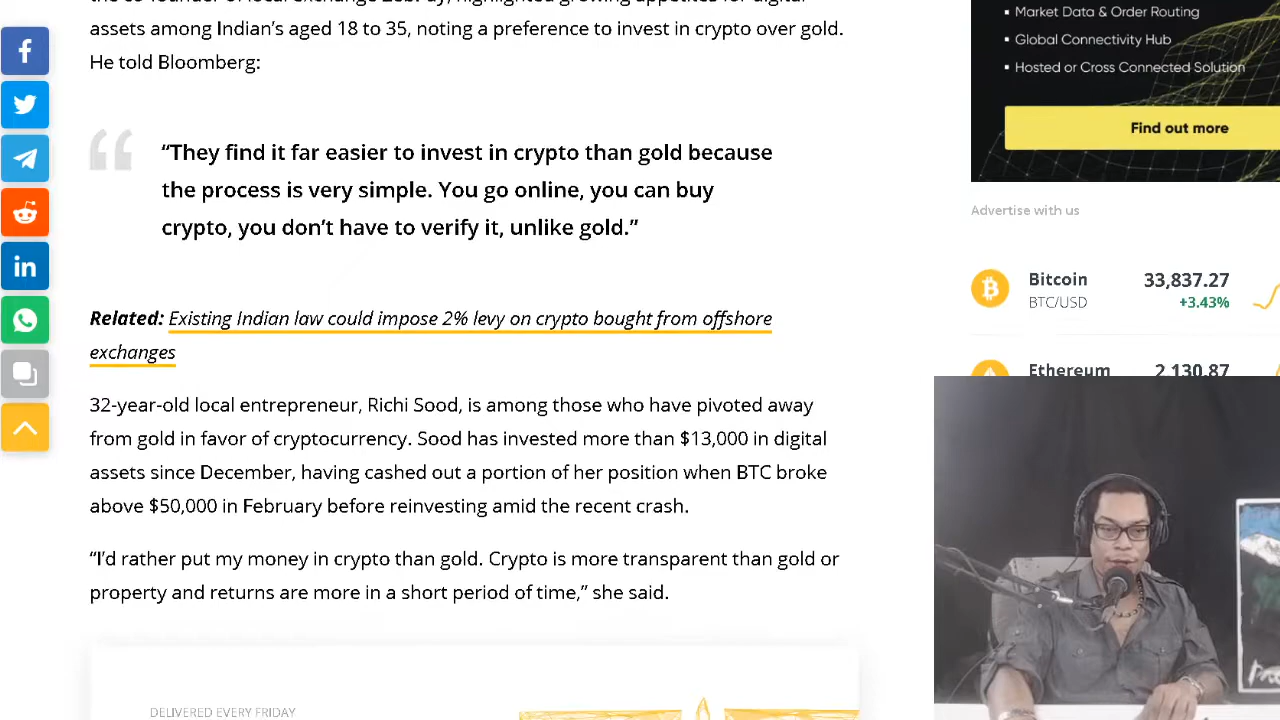 assets among Indian's aged 18 to 35, noting a preference to invest in crypto over gold.
He told Bloomberg:
“They find it far easier to invest in crypto than gold because
the process is very simple. You go online, you can buy
crypto, you don’t have to verify it, unlike gold.”
Related: Existing Indian law could impose 2% levy on crypto bought from offshore
exchanges
32-year-old local entrepreneur, Richi Sood, is among those who have pivoted away
from gold in favor of cryptocurrency. Sood has invested more than $13,000 in digital
assets since December, having cashed out a portion of her position when BTC broke
above $50,000 in February before reinvesting amid the recent crash.
“I’d rather put my money in crypto than gold. Crypto is more transparent than gold or
property and returns are more in a short period of time,” she said.
DELIVERED EVERY FRIDAY
Market Data & Order Routing
Global Connectivity Hub
Hosted or Cross Connected Solution
Find out more
Advertise with us
Bitcoin 33,837.27
BTC/USD +3.43%
Ethereum 2,130.87